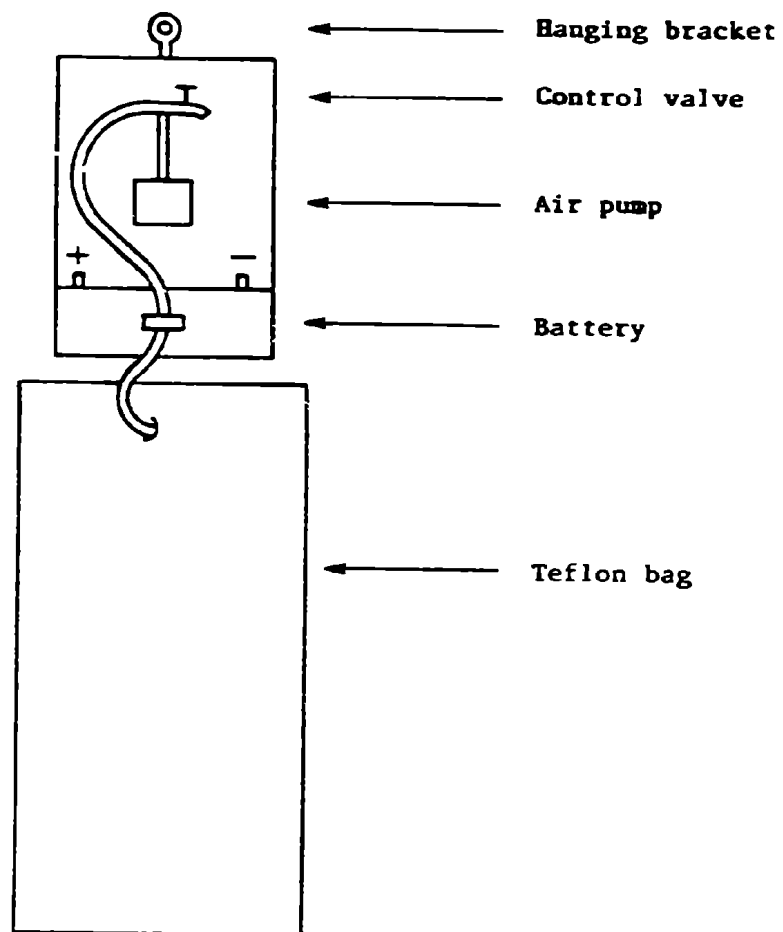 Hanging bracket
Control valve
Air pump
+ −
Battery
Teflon bag